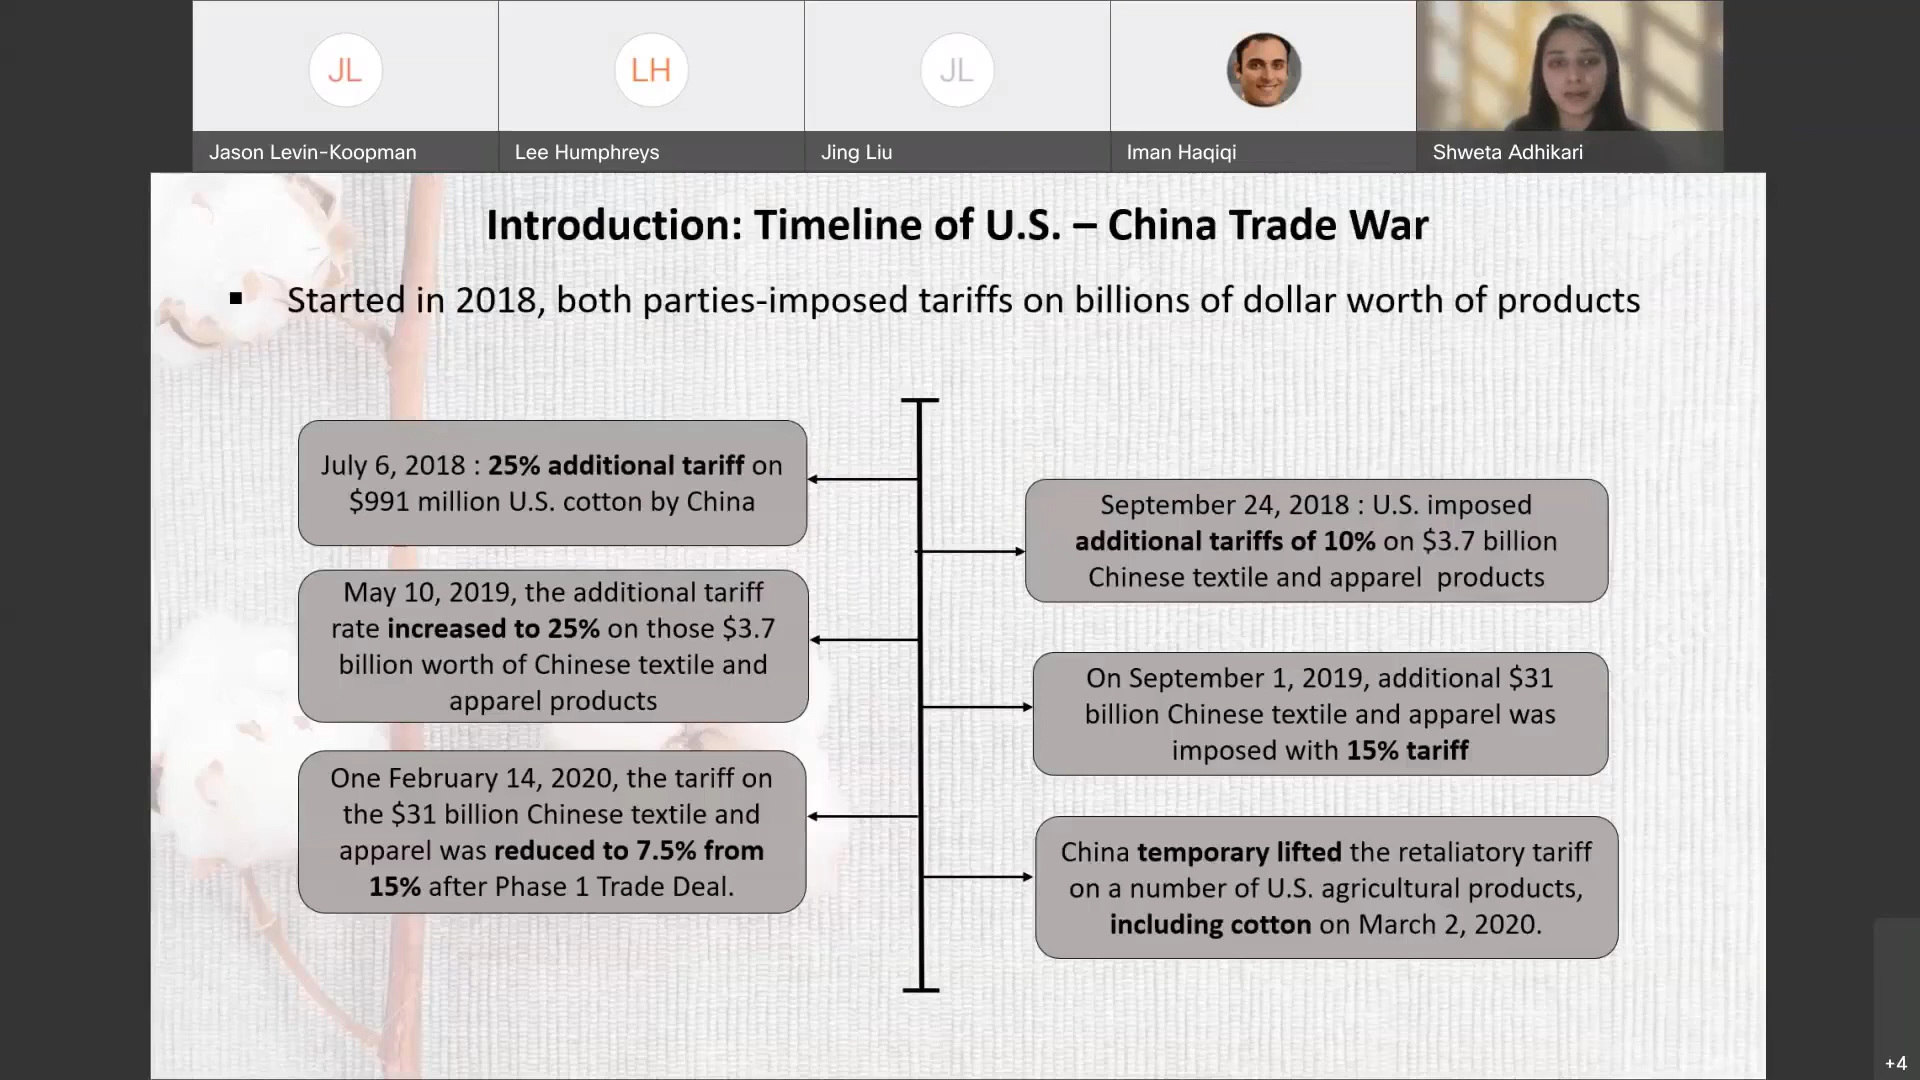 JL
LH
JL
Jason Levin-Koopman
Lee Humphreys
Jing Liu
Iman Haqiqi
Shweta Adhikari
Introduction: Timeline of U.S. – China Trade War
▪ Started in 2018, both parties-imposed tariffs on billions of dollar worth of products
July 6, 2018 : 25% additional tariff on
$991 million U.S. cotton by China
September 24, 2018 : U.S. imposed
additional tariffs of 10% on $3.7 billion
Chinese textile and apparel products
May 10, 2019, the additional tariff
rate increased to 25% on those $3.7
billion worth of Chinese textile and
apparel products
On September 1, 2019, additional $31
billion Chinese textile and apparel was
imposed with 15% tariff
One February 14, 2020, the tariff on
the $31 billion Chinese textile and
apparel was reduced to 7.5% from
15% after Phase 1 Trade Deal.
China temporary lifted the retaliatory tariff
on a number of U.S. agricultural products,
including cotton on March 2, 2020.
+4